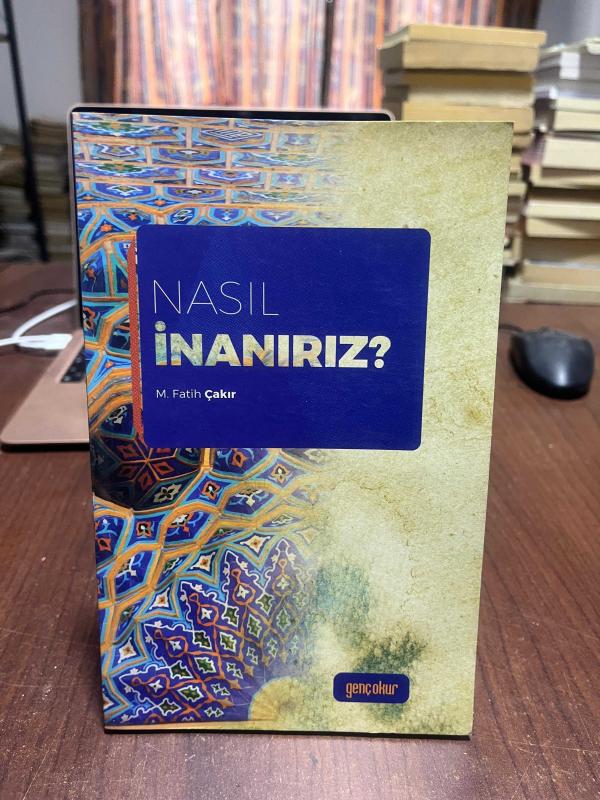 NASIL
İNANIRIZ?
M. Fatih Çakır
gençokur